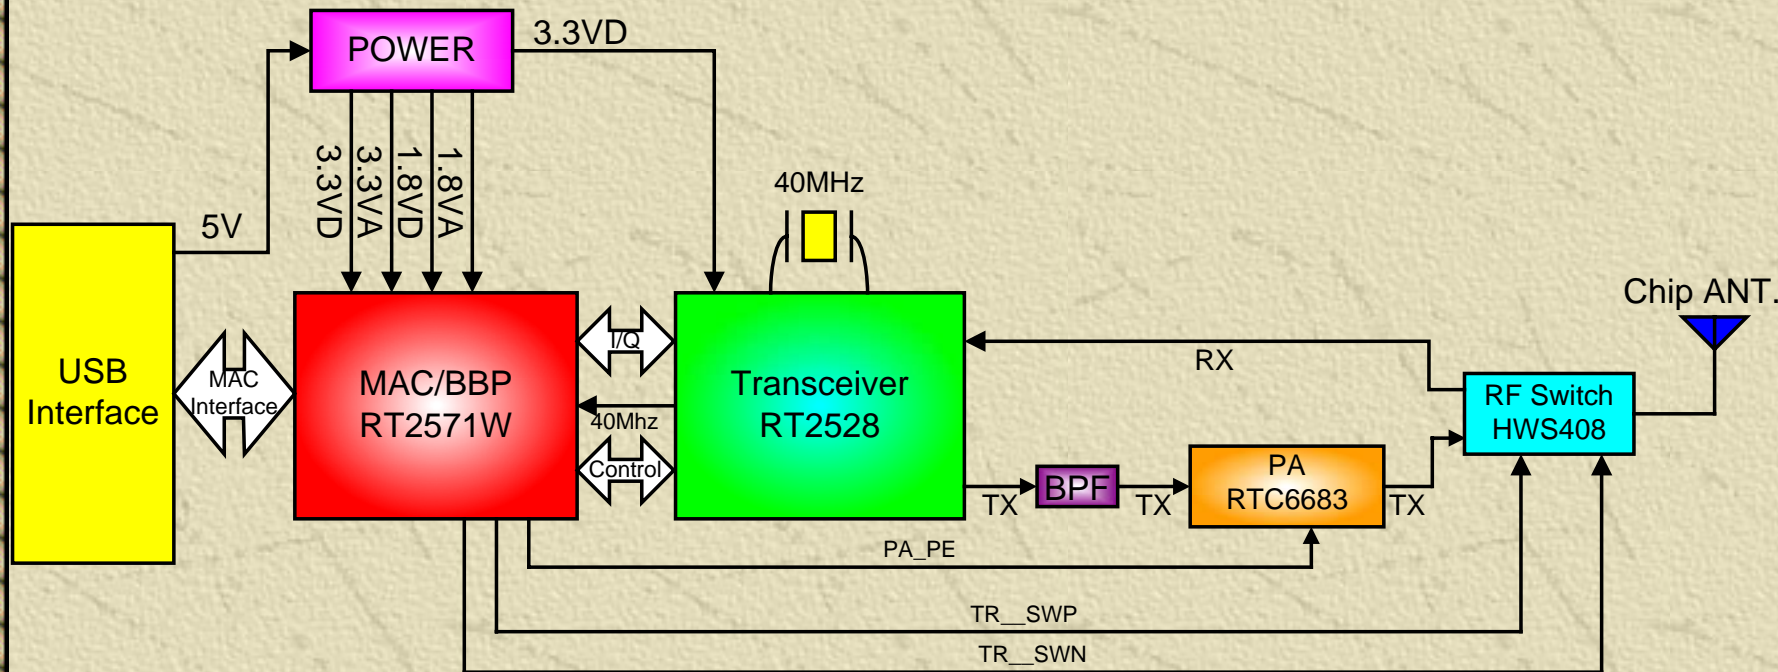 POWER
3.3VD
3.3VD
3.3VA
1.8VD
1.8VA
5V
40MHz
Chip ANT.
USB
Interface
MAC
Interface
MAC/BBP
RT2571W
I/Q
40Mhz
Control
Transceiver
RT2528
RX
RF Switch
HWS408
TX
BPF
TX
PA
RTC6683
TX
PA_PE
TR__SWP
TR__SWN